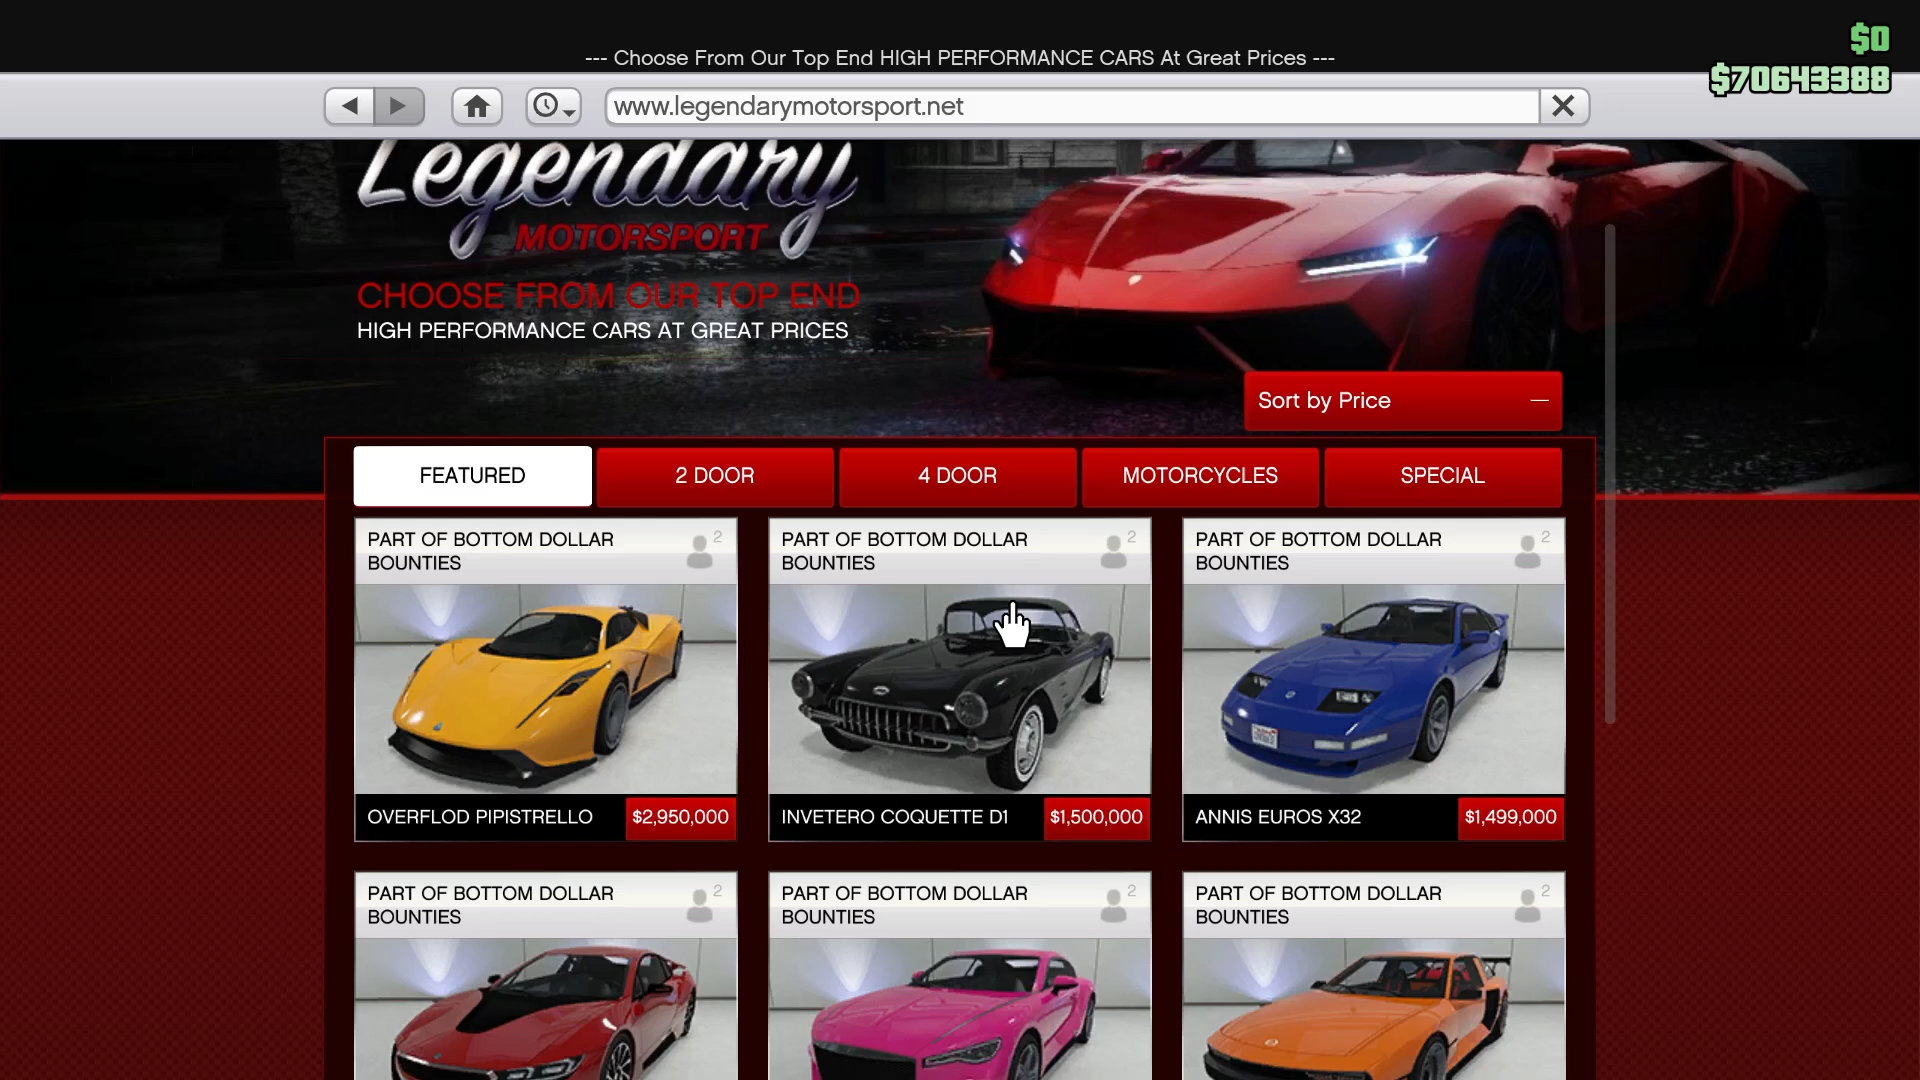 $0
--- Choose From Our Top End HIGH PERFORMANCE CARS At Great Prices ---
$70643388
www.legendarymotorsport.net
Legendary
MOTORSPORT
CHOOSE FROM OUR TOP END
HIGH PERFORMANCE CARS AT GREAT PRICES
Sort by Price
FEATURED
2 DOOR
4 DOOR
MOTORCYCLES
SPECIAL
PART OF BOTTOM DOLLAR
BOUNTIES
2
PART OF BOTTOM DOLLAR
BOUNTIES
2
PART OF BOTTOM DOLLAR
BOUNTIES
2
OVERFLOD PIPISTRELLO
$2,950,000
INVETERO COQUETTE D1
$1,500,000
ANNIS EUROS X32
$1,499,000
PART OF BOTTOM DOLLAR
BOUNTIES
2
PART OF BOTTOM DOLLAR
BOUNTIES
2
PART OF BOTTOM DOLLAR
BOUNTIES
2